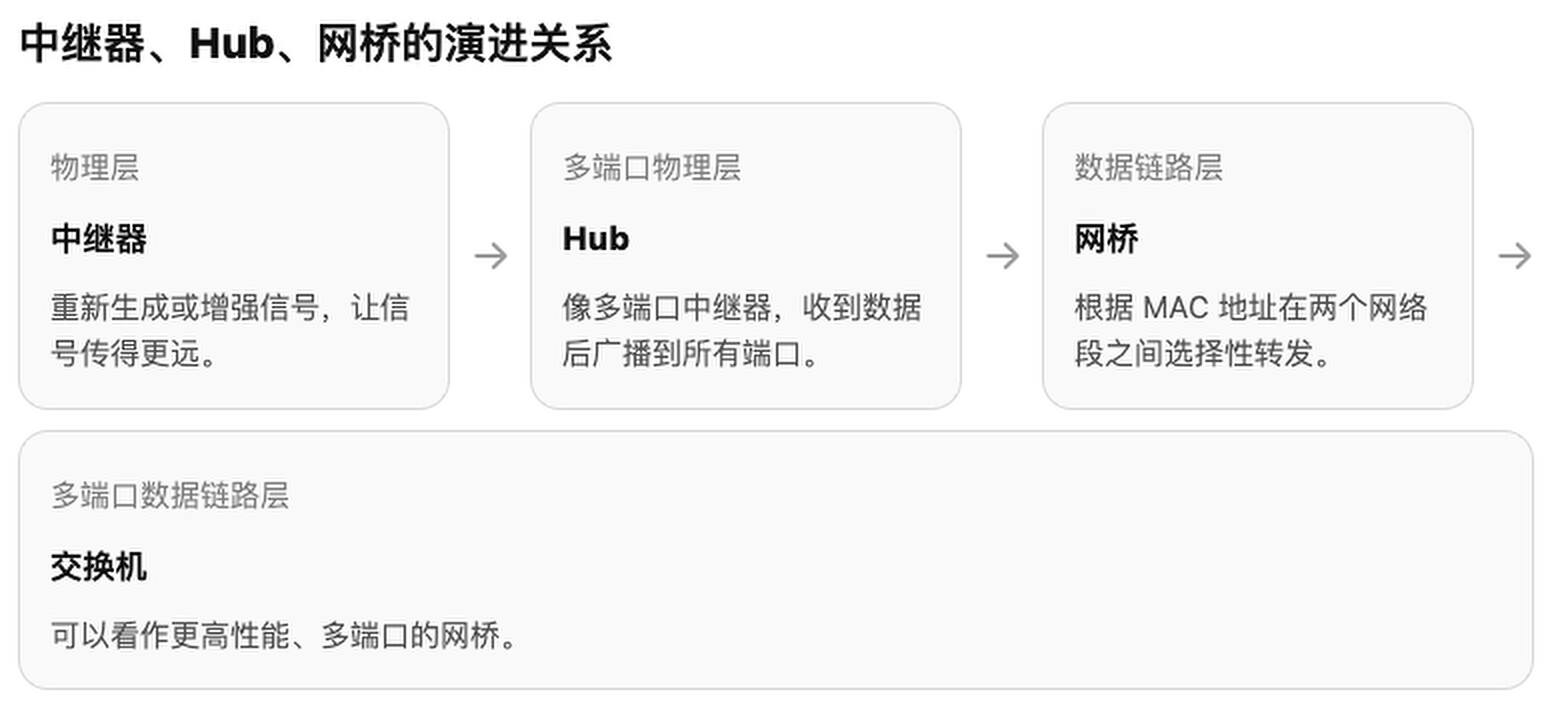 中继器、Hub、网桥的演进关系
物理层
中继器
重新生成或增强信号，让信
号传得更远。
→
多端口物理层
Hub
像多端口中继器，收到数据
后广播到所有端口。
→
数据链路层
网桥
根据 MAC 地址在两个网络
段之间选择性转发。
→
多端口数据链路层
交换机
可以看作更高性能、多端口的网桥。